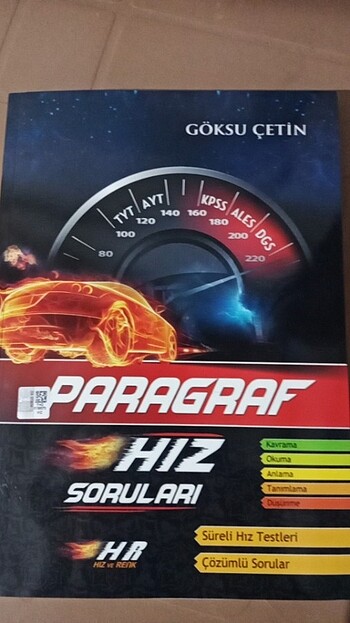 GÖKSU ÇETİN
TYT AYT KPSS ALES DGS
80 100 120 140 160 180 200 220
PARAGRAF
HIZ
SORULARI
Kavrama
Okuma
Anlama
Tanımlama
Düşünme
HR
HIZ VE RENK
Süreli Hız Testleri
Çözümlü Sorular